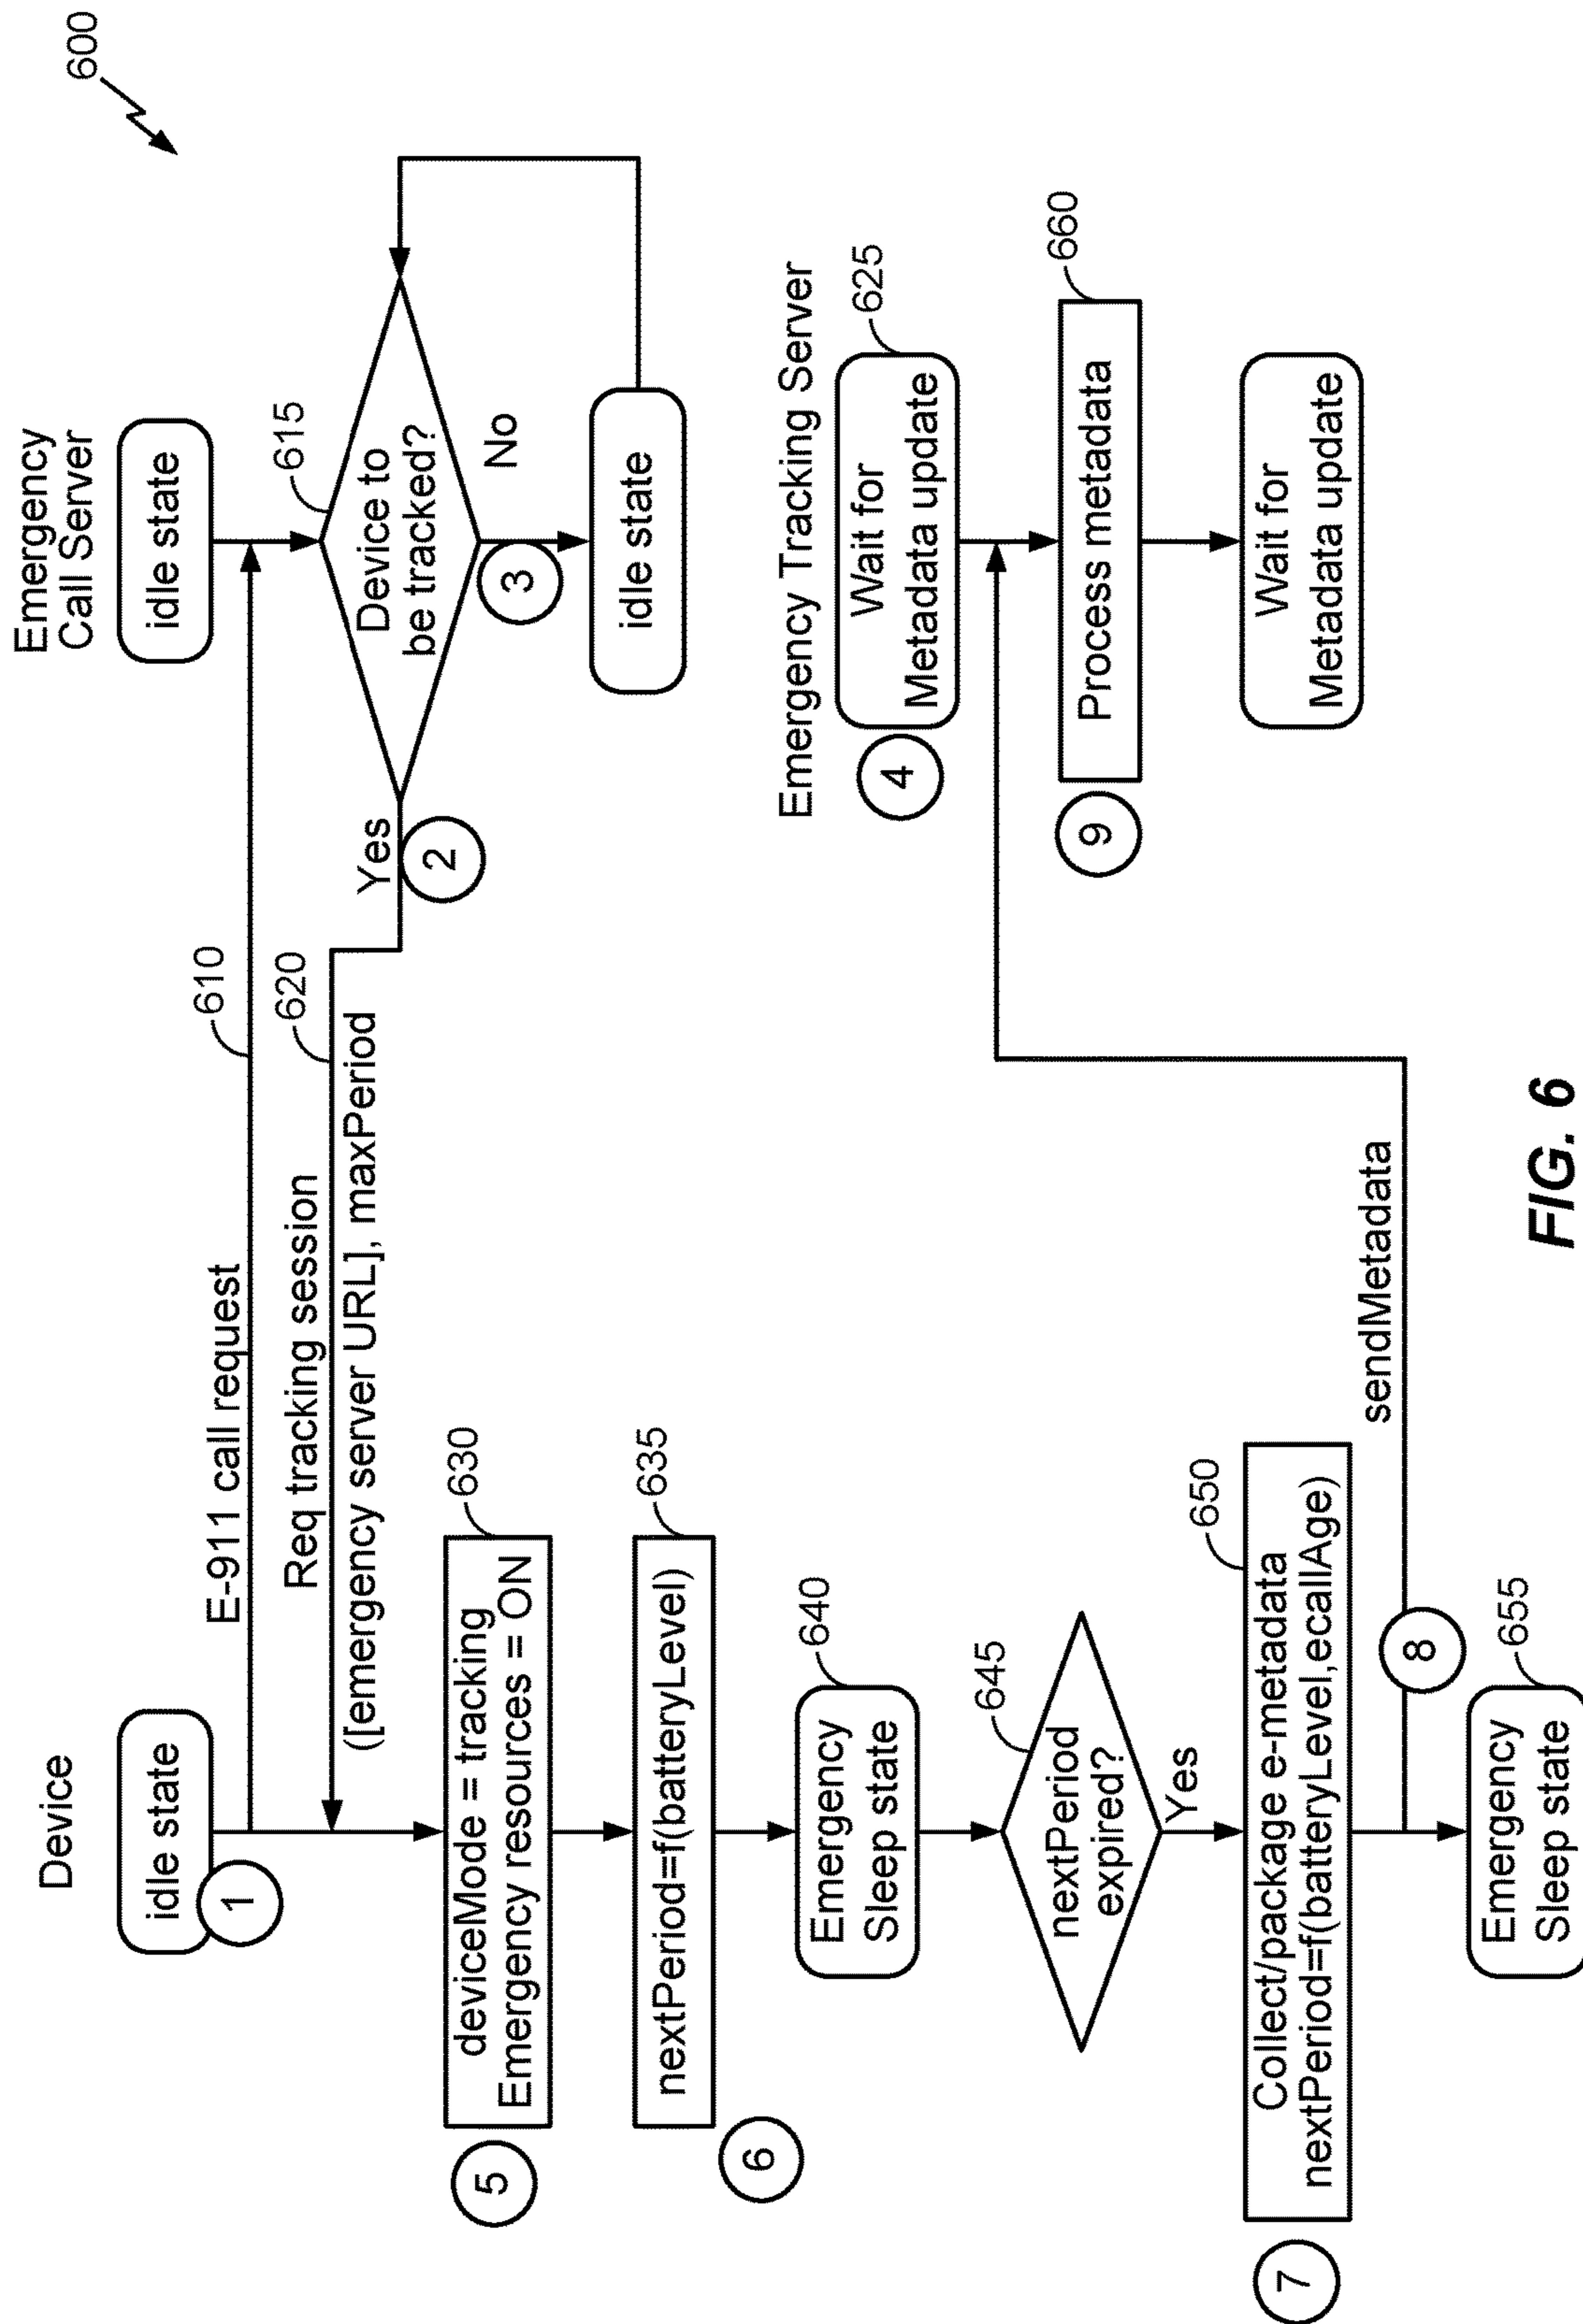 600
Device
Emergency
Call Server
idle state
1
idle state
E-911 call request
610
Req tracking session
620
([emergency server URL], maxPeriod
Yes
2
Device to
be tracked?
615
No
3
idle state
deviceMode = tracking
Emergency resources = ON
630
5
nextPeriod=f(batteryLevel)
635
6
Emergency
Sleep state
640
nextPeriod
expired?
645
Yes
Collect/package e-metadata
nextPeriod=f(batteryLevel,ecallAge)
650
7
8
sendMetadata
Emergency
Sleep state
655
Emergency Tracking Server
Wait for
Metadata update
625
4
Process metadata
660
9
Wait for
Metadata update
FIG. 6